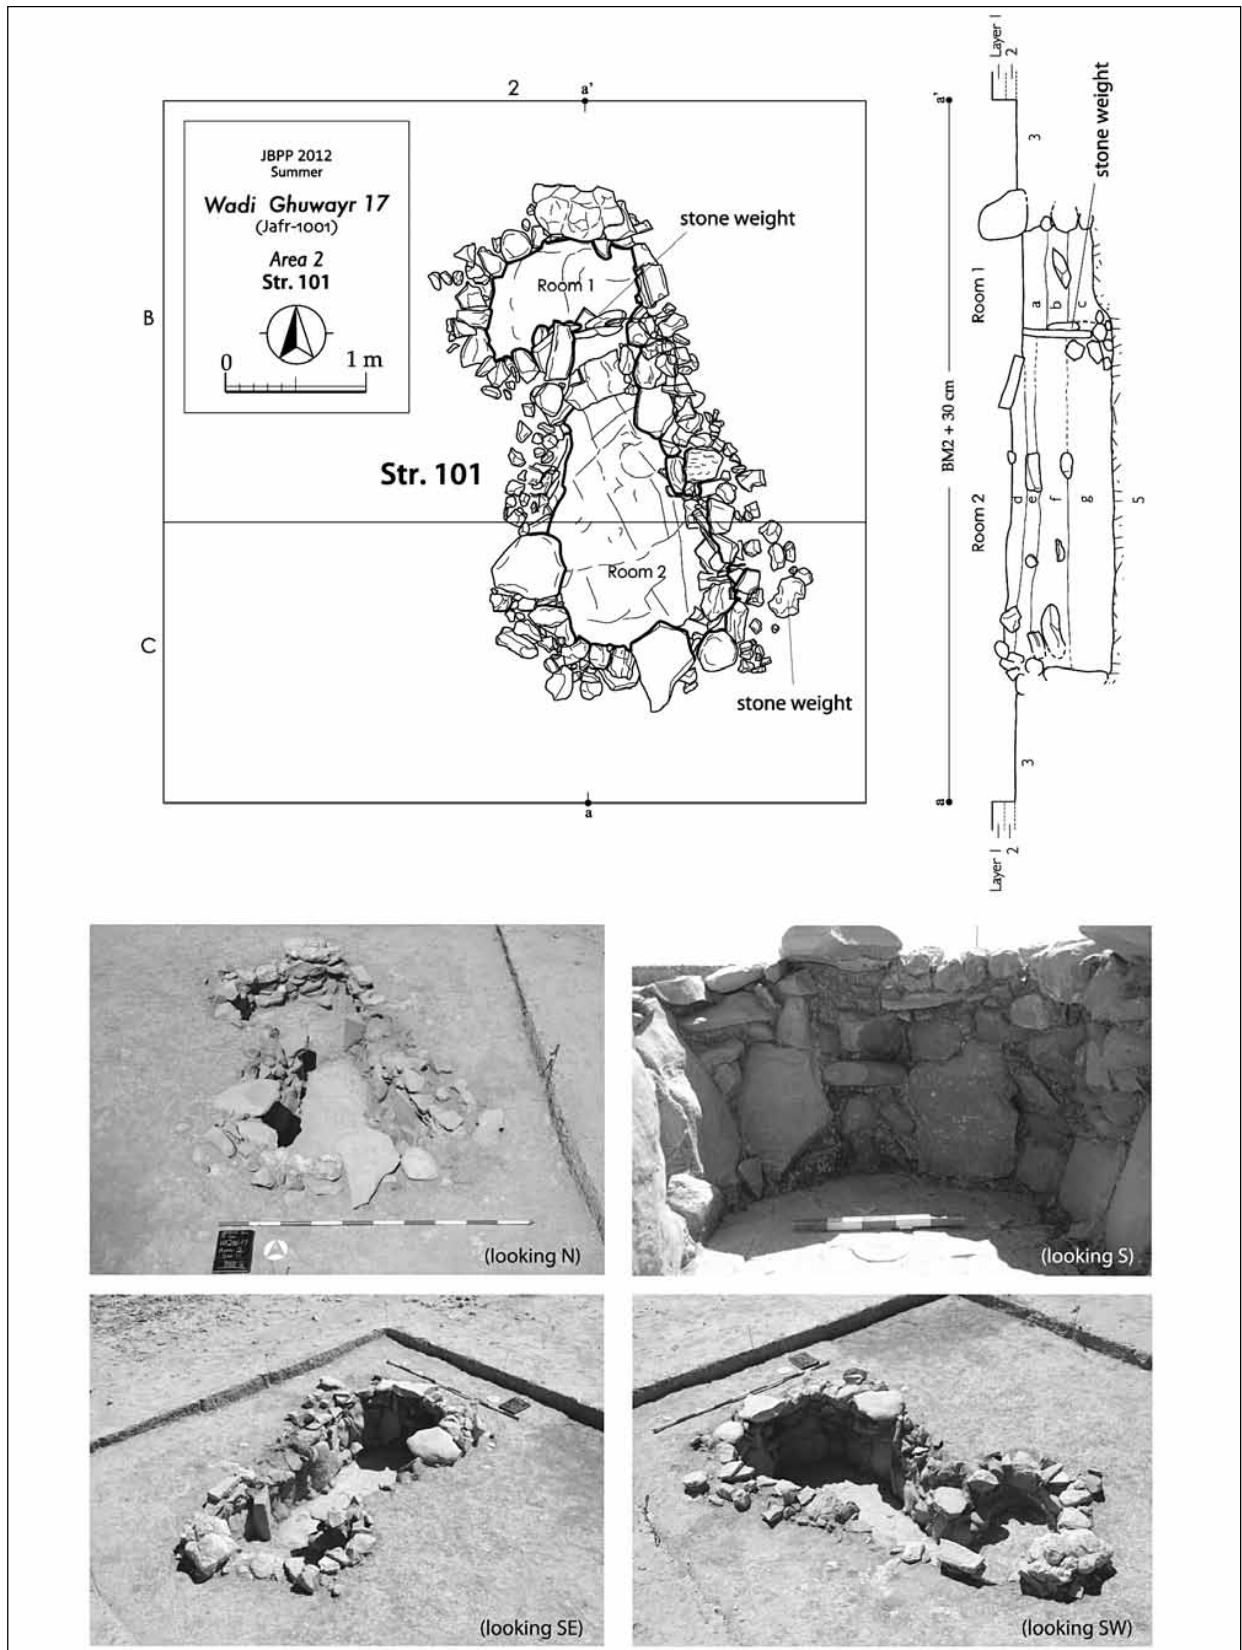 2
a'
JBPP 2012
Summer
Wadi Ghuwayr 17
(Jafr-1001)
Area 2
Str. 101
0
1 m
B
C
stone weight
Room 1
Str. 101
Room 2
stone weight
a
a'
BM2 + 30 cm
a
Layer 1
2
3
stone weight
Room 1
a
b
c
Room 2
d
e
f
g
5
3
Layer 1
2
(looking N)
(looking S)
(looking SE)
(looking SW)